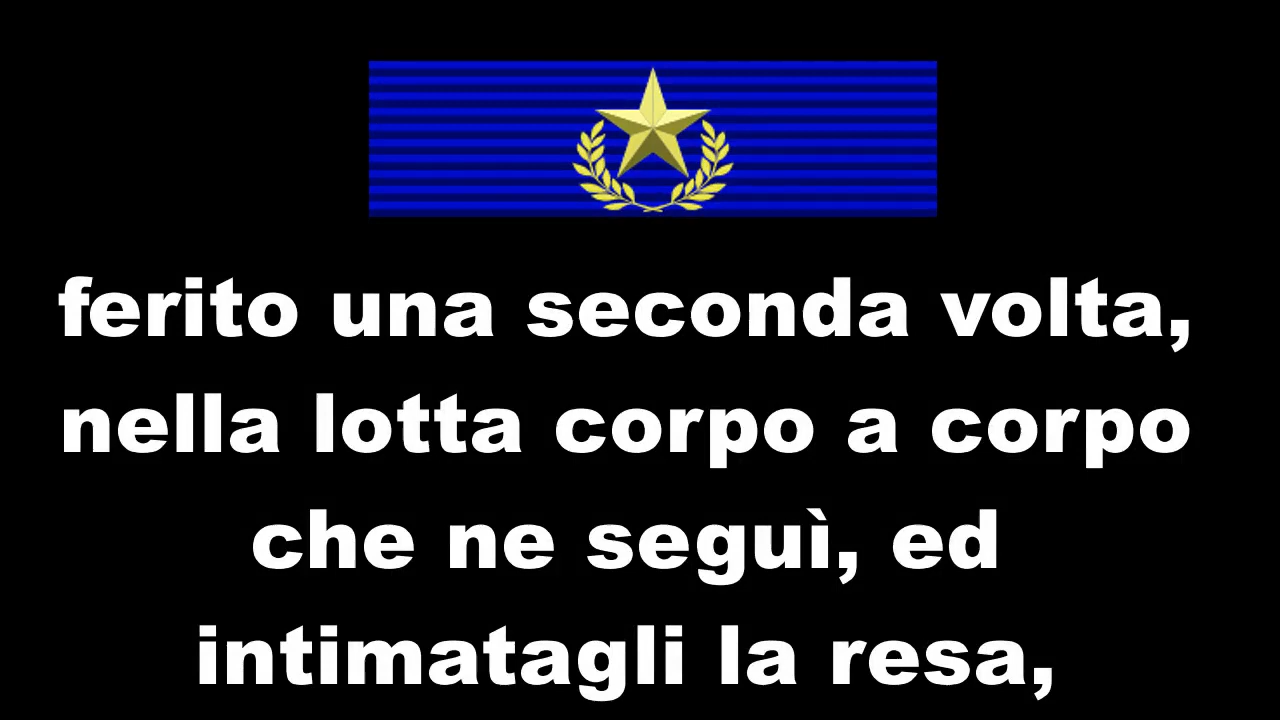 ferito una seconda volta,
nella lotta corpo a corpo
che ne seguì, ed
intimatagli la resa,